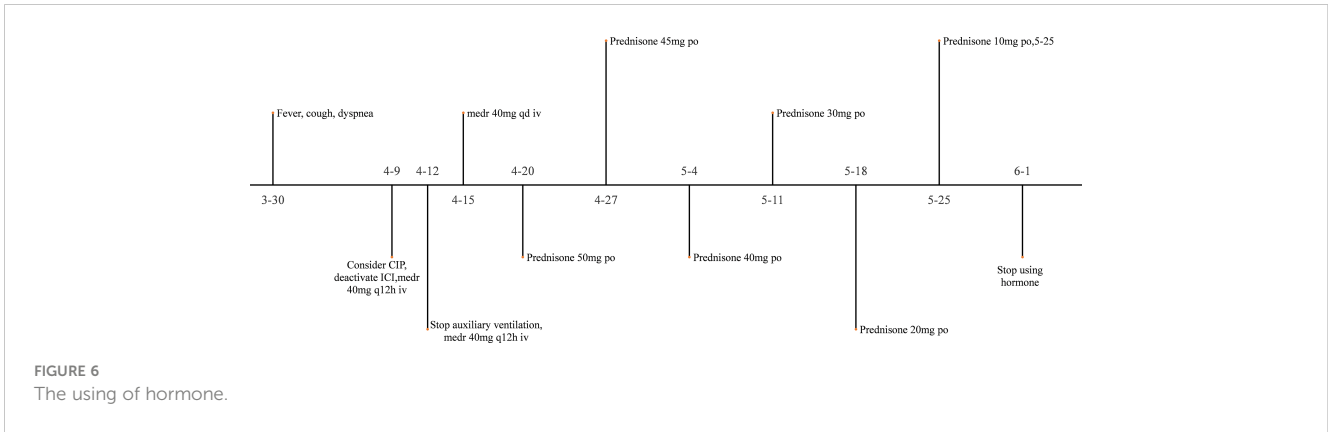 Prednisone 45mg po
Prednisone 10mg po,5-25
Fever, cough, dyspnea
medr 40mg qd iv
Prednisone 30mg po
4-9
4-12
4-20
5-4
5-18
6-1
3-30
4-15
4-27
5-11
5-25
Consider CIP,
deactivate ICI,medr
40mg q12h iv
Prednisone 50mg po
Prednisone 40mg po
Stop using
hormone
Stop auxiliary ventilation,
medr 40mg q12h iv
Prednisone 20mg po
FIGURE 6
The using of hormone.